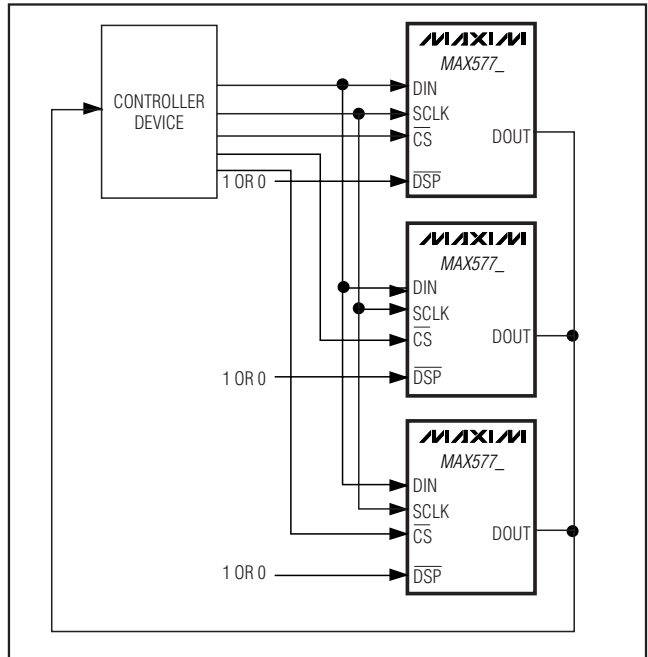 CONTROLLER
DEVICE
MAXIM
MAX577_
DIN
SCLK
CS
DOUT
1 OR 0
DSP
MAXIM
MAX577_
DIN
SCLK
CS
DOUT
1 OR 0
DSP
MAXIM
MAX577_
DIN
SCLK
CS
DOUT
1 OR 0
DSP